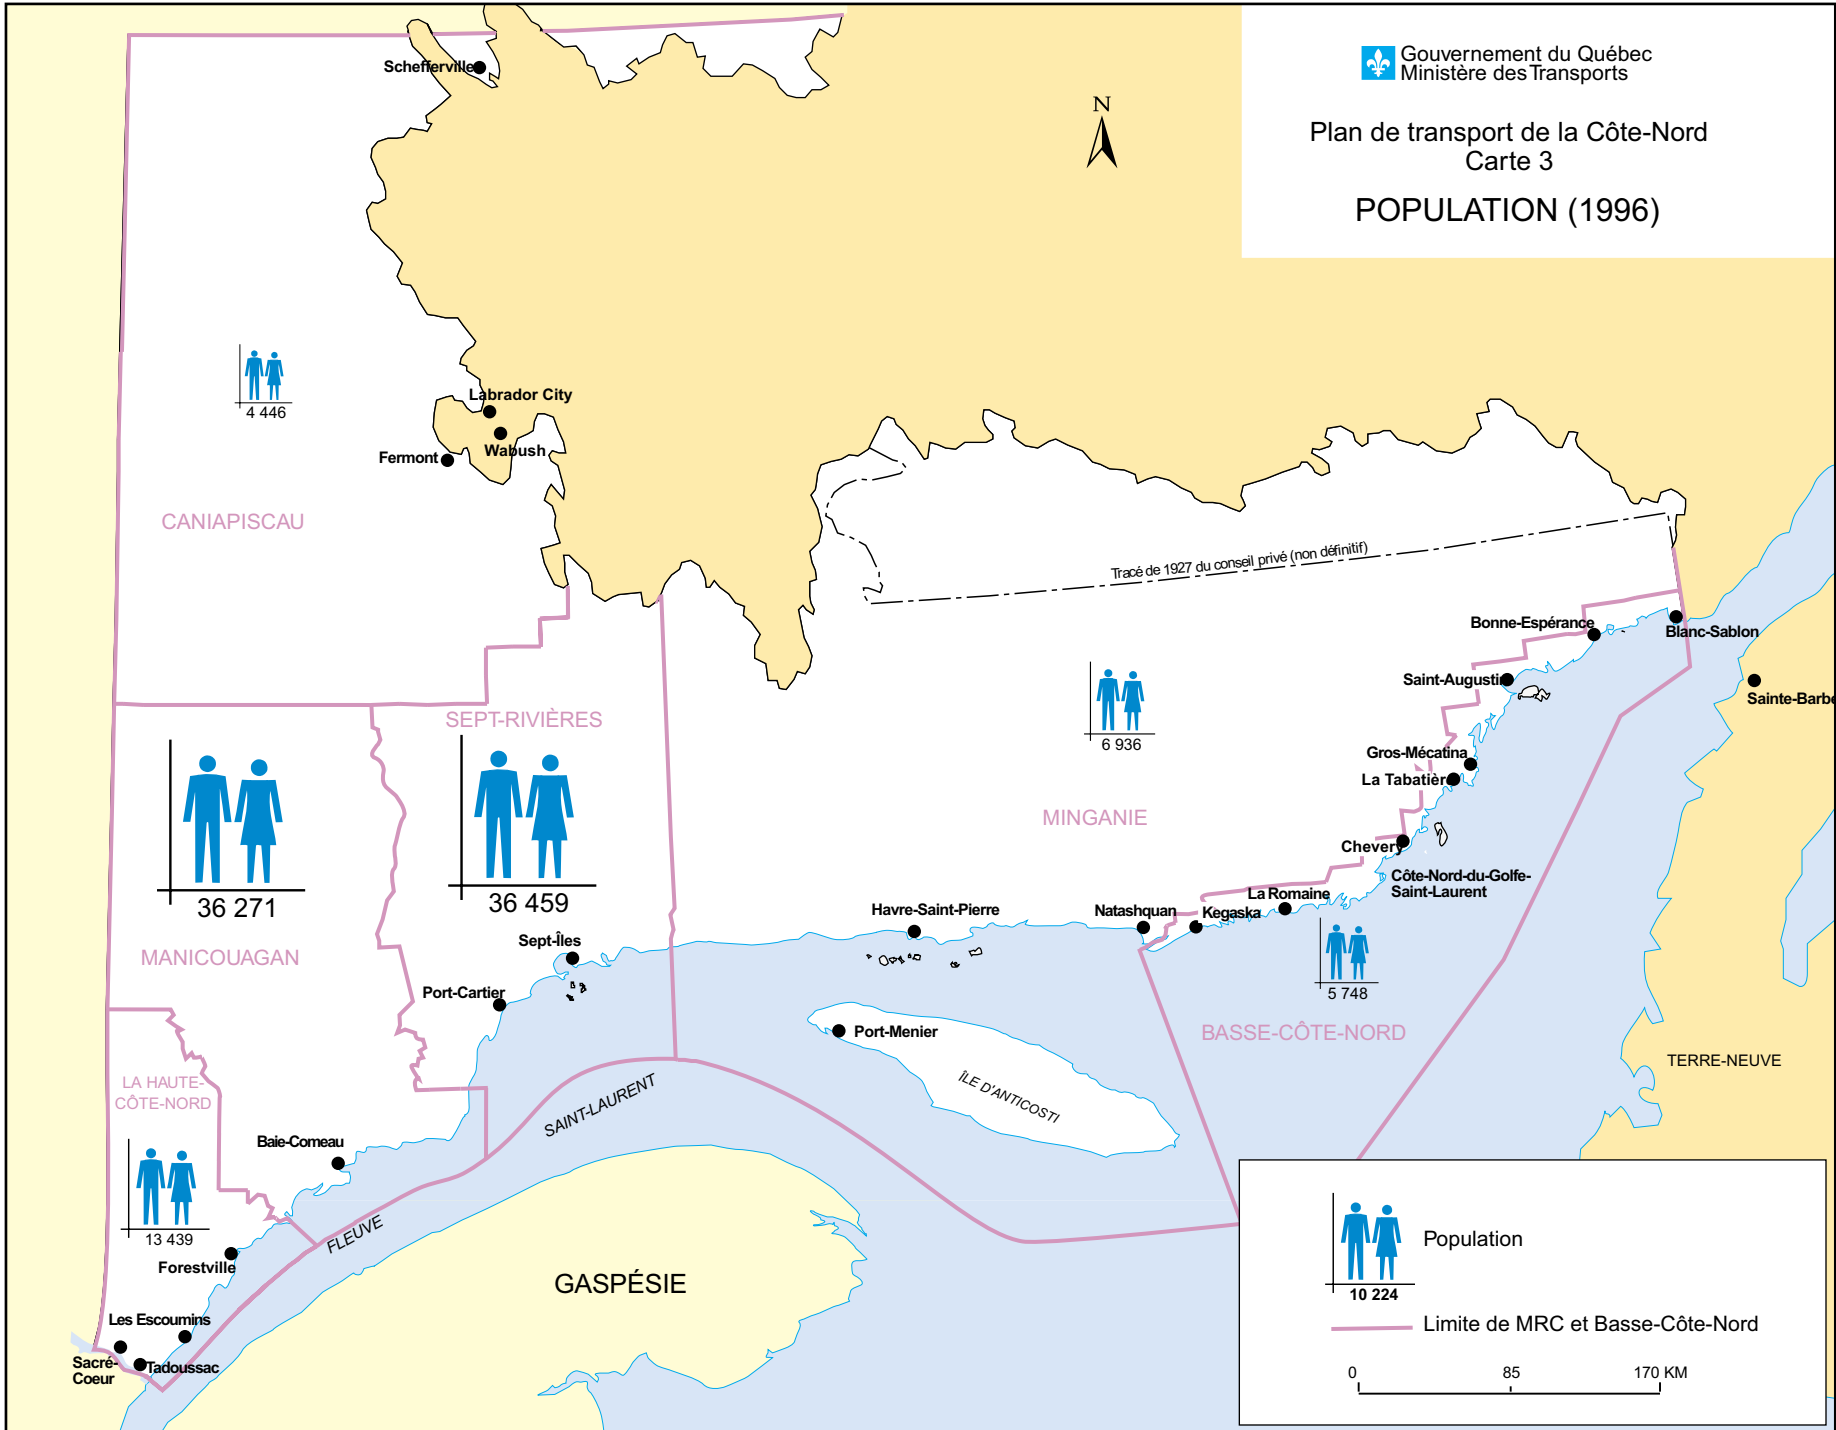 Gouvernement du Québec
Ministère des Transports
Plan de transport de la Côte-Nord
Carte 3
POPULATION (1996)
N
Schefferville
4 446
Labrador City
Wabush
Fermont
CANIAPISCAU
Tracé de 1927 du conseil privé (non définitif)
Bonne-Espérance
Blanc-Sablon
Saint-Augustin
Sainte-Barbe
SEPT-RIVIÈRES
6 936
Gros-Mécatina
La Tabatière
MINGANIE
Chevery
Côte-Nord-du-Golfe-
Saint-Laurent
36 271
36 459
La Romaine
Havre-Saint-Pierre
Natashquan
Kegaska
Sept-Îles
MANICOUAGAN
Port-Cartier
5 748
Port-Menier
BASSE-CÔTE-NORD
TERRE-NEUVE
LA HAUTE-
CÔTE-NORD
ÎLE D'ANTICOSTI
SAINT-LAURENT
Baie-Comeau
13 439
FLEUVE
Forestville
GASPÉSIE
Les Escoumins
Sacré-
Coeur
Tadoussac
Population
10 224
Limite de MRC et Basse-Côte-Nord
0 85 170 KM